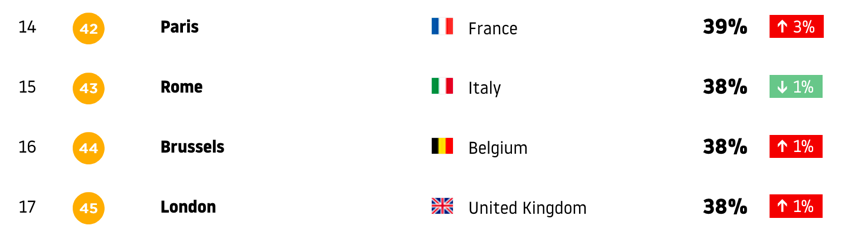 14 42 Paris France 39% ↑ 3%
15 43 Rome Italy 38% ↓ 1%
16 44 Brussels Belgium 38% ↑ 1%
17 45 London United Kingdom 38% ↑ 1%